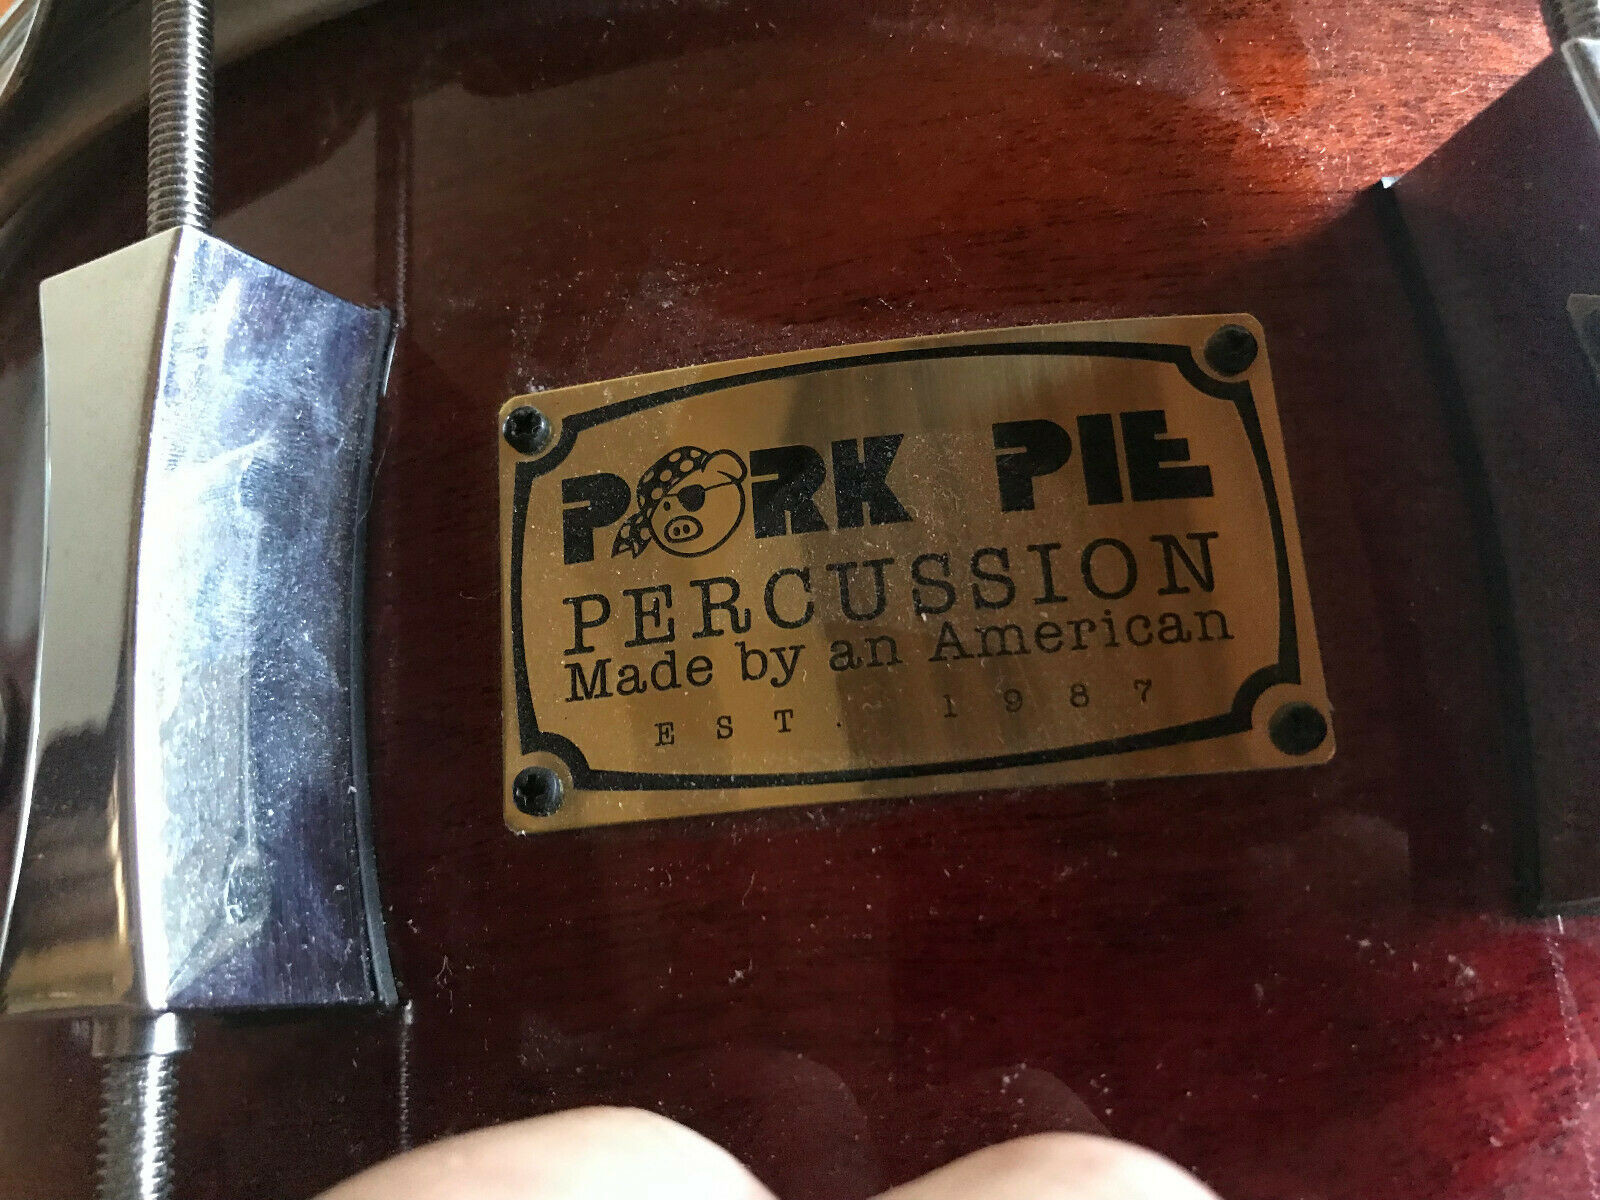 PORK PIE
PERCUSSION
Made by an American
EST. 1987